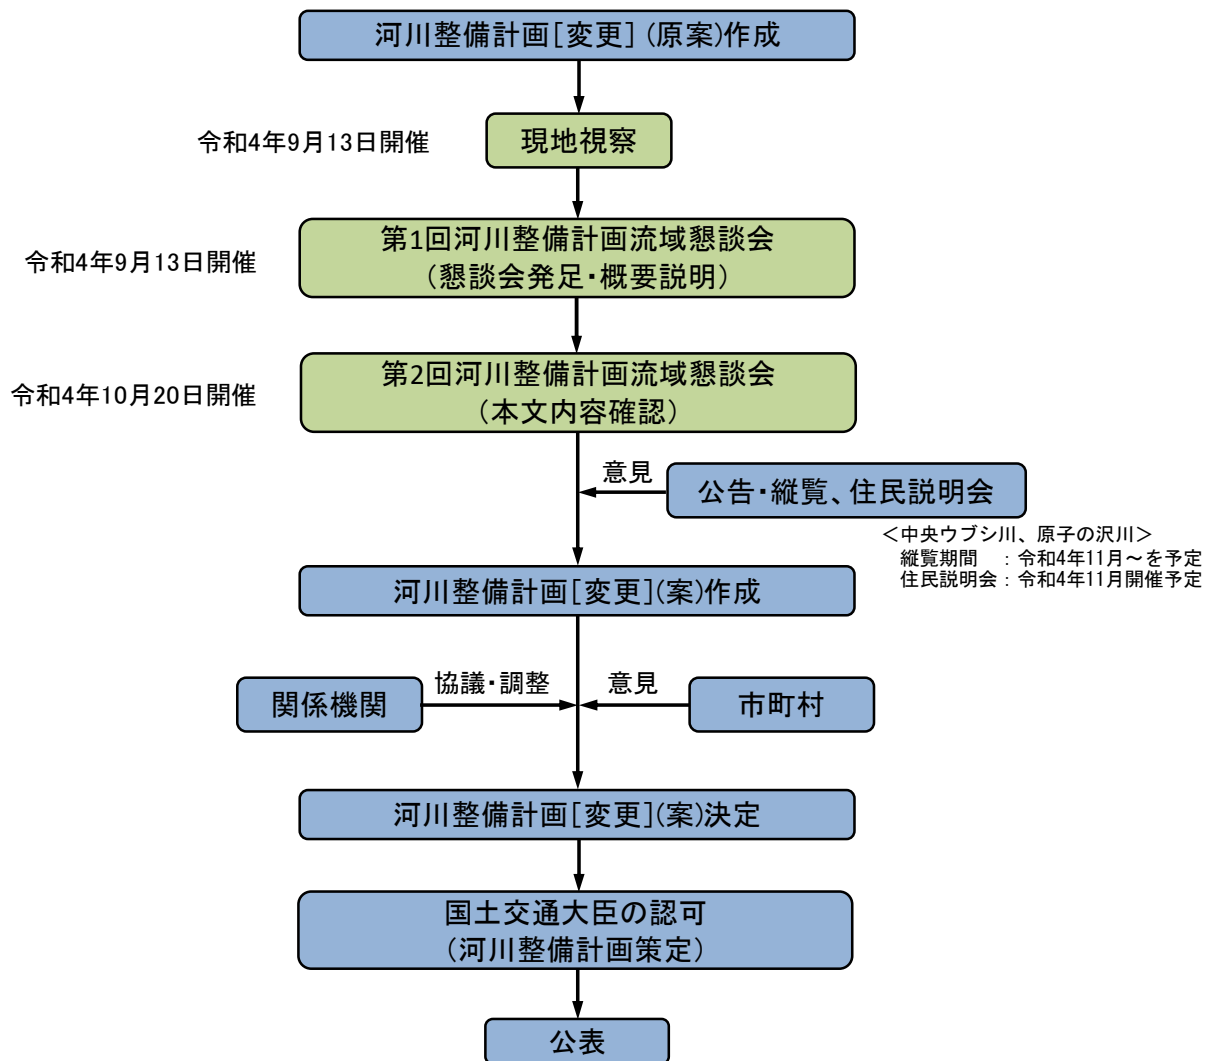 河川整備計画[変更](原案)作成
令和4年9月13日開催
現地視察
令和4年9月13日開催
第1回河川整備計画流域懇談会
(懇談会発足・概要説明)
令和4年10月20日開催
第2回河川整備計画流域懇談会
(本文内容確認)
意見
公告・縦覧、住民説明会
＜中央ウブシ川、原子の沢川＞
縦覧期間　：令和4年11月～を予定
住民説明会：令和4年11月開催予定
河川整備計画[変更](案)作成
関係機関
協議・調整
意見
市町村
河川整備計画[変更](案)決定
国土交通大臣の認可
(河川整備計画策定)
公表